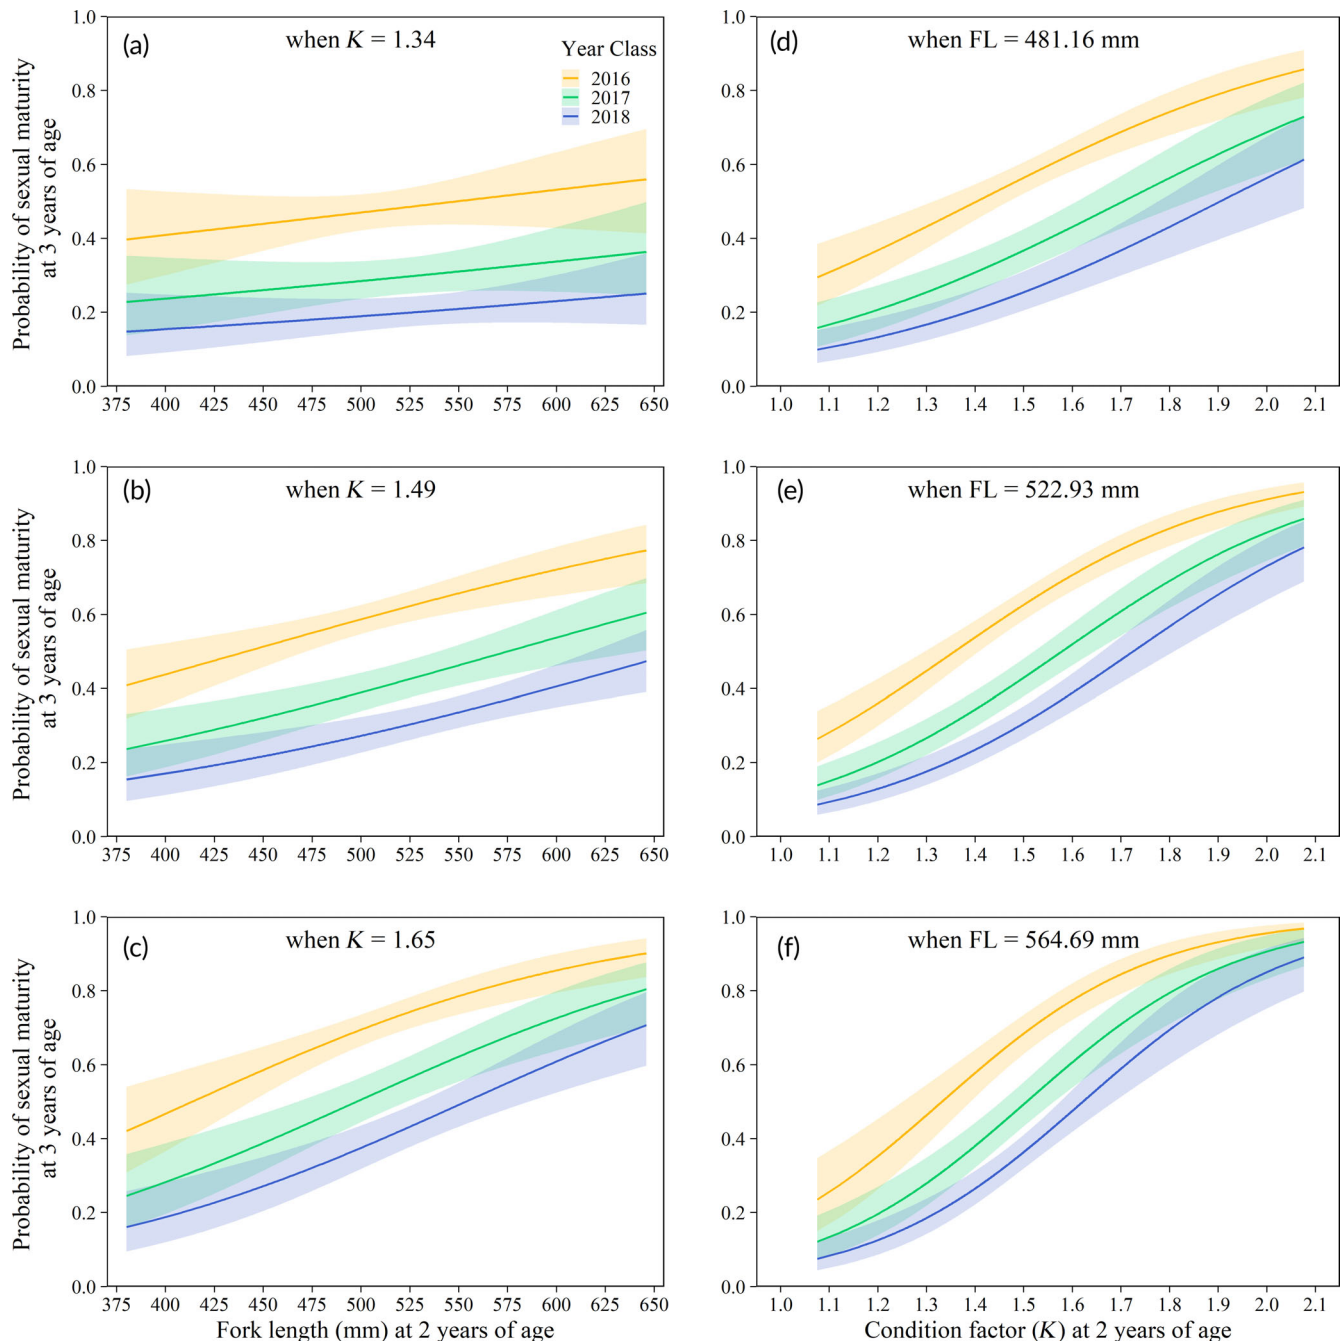 (a)
when K = 1.34
Year Class
2016
2017
2018
Probability of sexual maturity
at 3 years of age
1.0
0.8
0.6
0.4
0.2
0.0
375 400 425 450 475 500 525 550 575 600 625 650
(d)
when FL = 481.16 mm
1.0
0.8
0.6
0.4
0.2
0.0
1.0 1.1 1.2 1.3 1.4 1.5 1.6 1.7 1.8 1.9 2.0 2.1
(b)
when K = 1.49
Probability of sexual maturity
at 3 years of age
1.0
0.8
0.6
0.4
0.2
0.0
375 400 425 450 475 500 525 550 575 600 625 650
(e)
when FL = 522.93 mm
1.0
0.8
0.6
0.4
0.2
0.0
1.0 1.1 1.2 1.3 1.4 1.5 1.6 1.7 1.8 1.9 2.0 2.1
(c)
when K = 1.65
Probability of sexual maturity
at 3 years of age
1.0
0.8
0.6
0.4
0.2
0.0
375 400 425 450 475 500 525 550 575 600 625 650
Fork length (mm) at 2 years of age
(f)
when FL = 564.69 mm
1.0
0.8
0.6
0.4
0.2
0.0
1.0 1.1 1.2 1.3 1.4 1.5 1.6 1.7 1.8 1.9 2.0 2.1
Condition factor (K) at 2 years of age